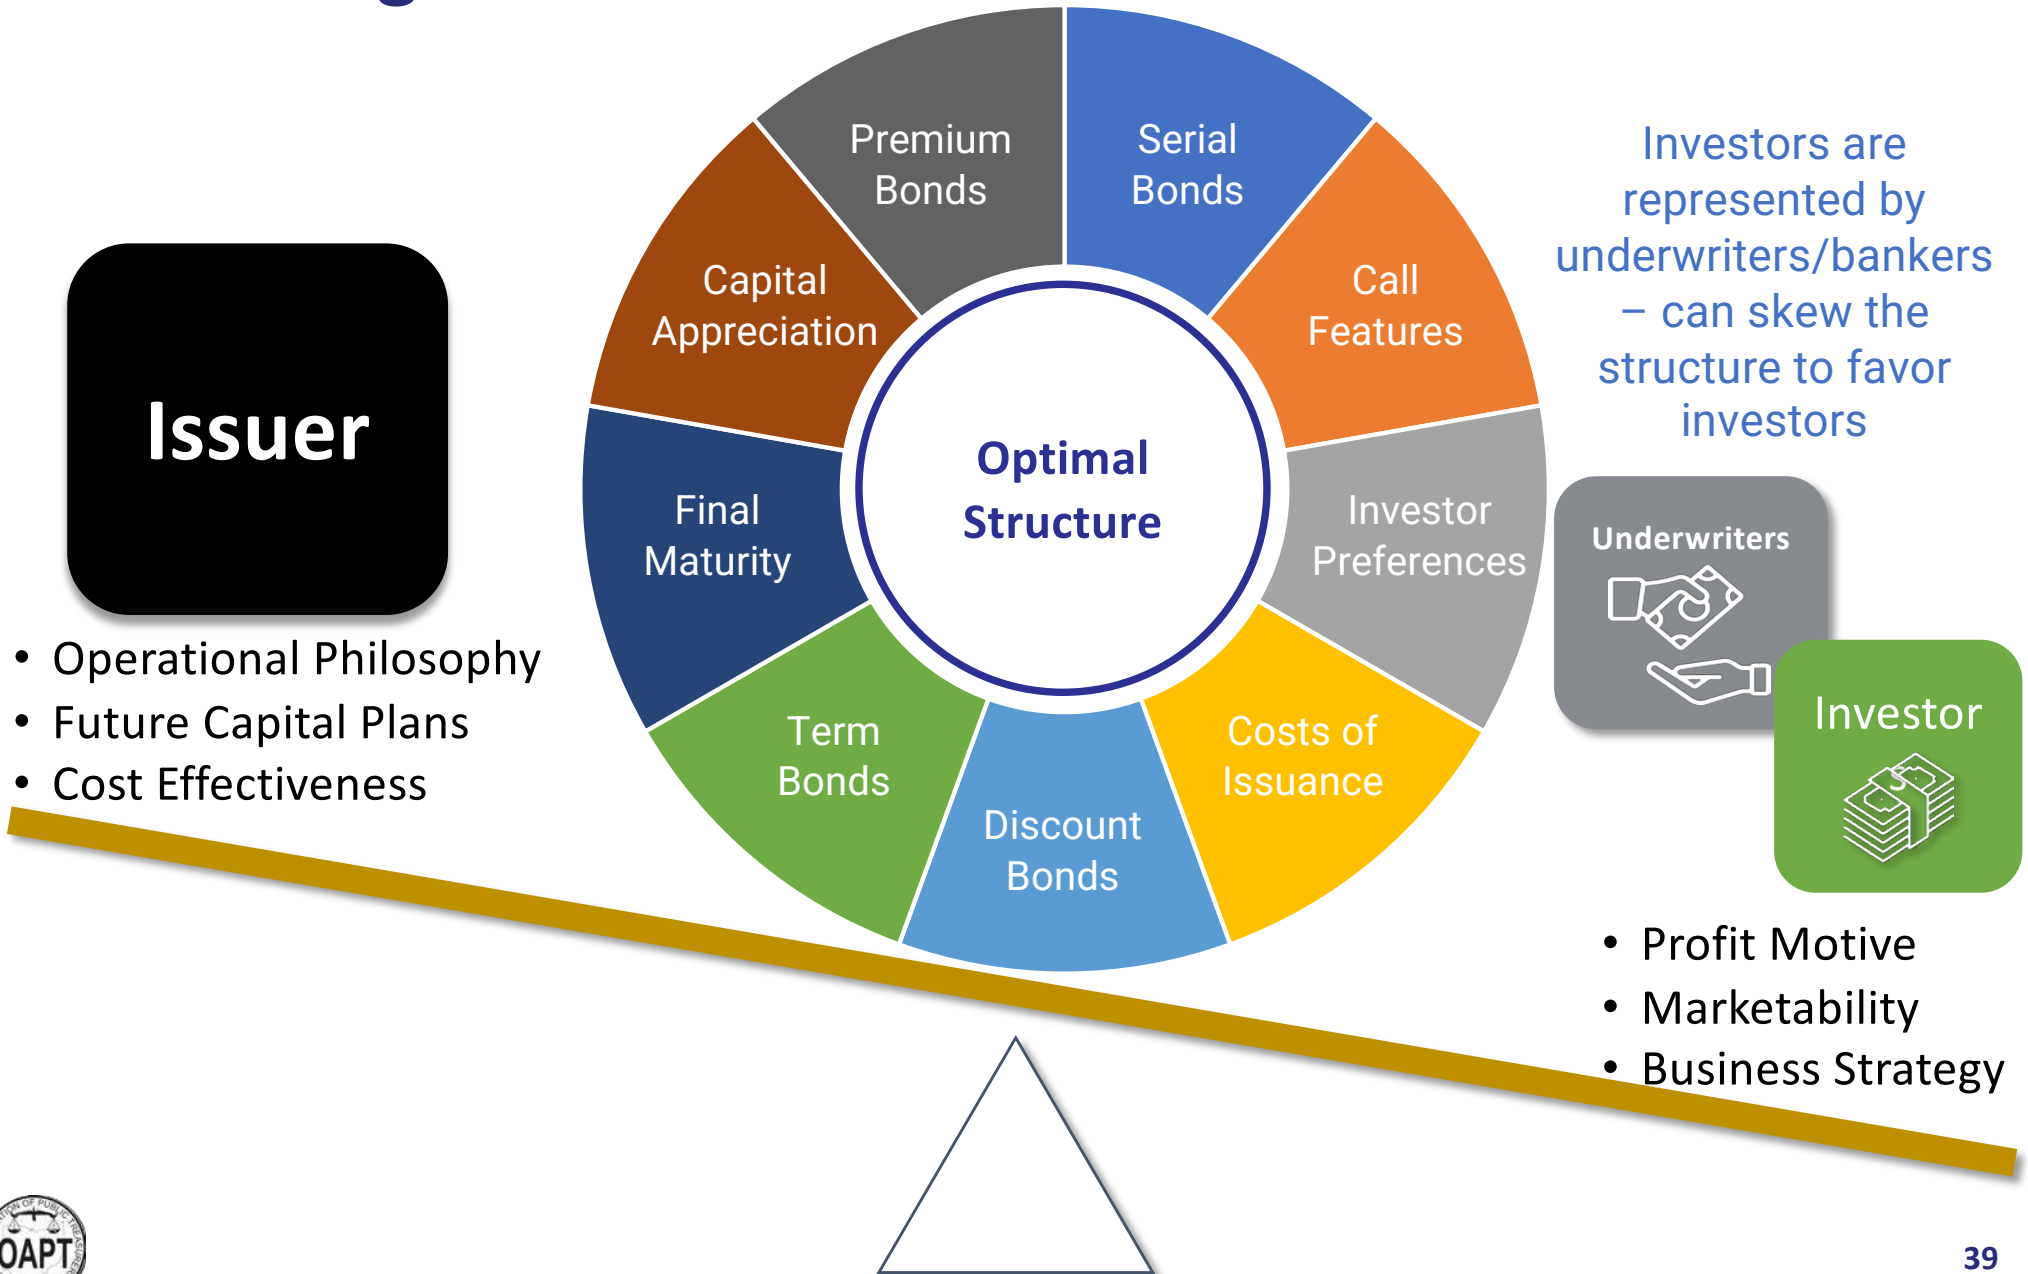 Issuer
• Operational Philosophy
• Future Capital Plans
• Cost Effectiveness
Premium
Bonds
Serial
Bonds
Capital
Appreciation
Call
Features
Optimal
Structure
Final
Maturity
Investor
Preferences
Term
Bonds
Costs of
Issuance
Discount
Bonds
Investors are
represented by
underwriters/bankers
– can skew the
structure to favor
investors
Underwriters
Investor
$
• Profit Motive
• Marketability
• Business Strategy
OAPT
39